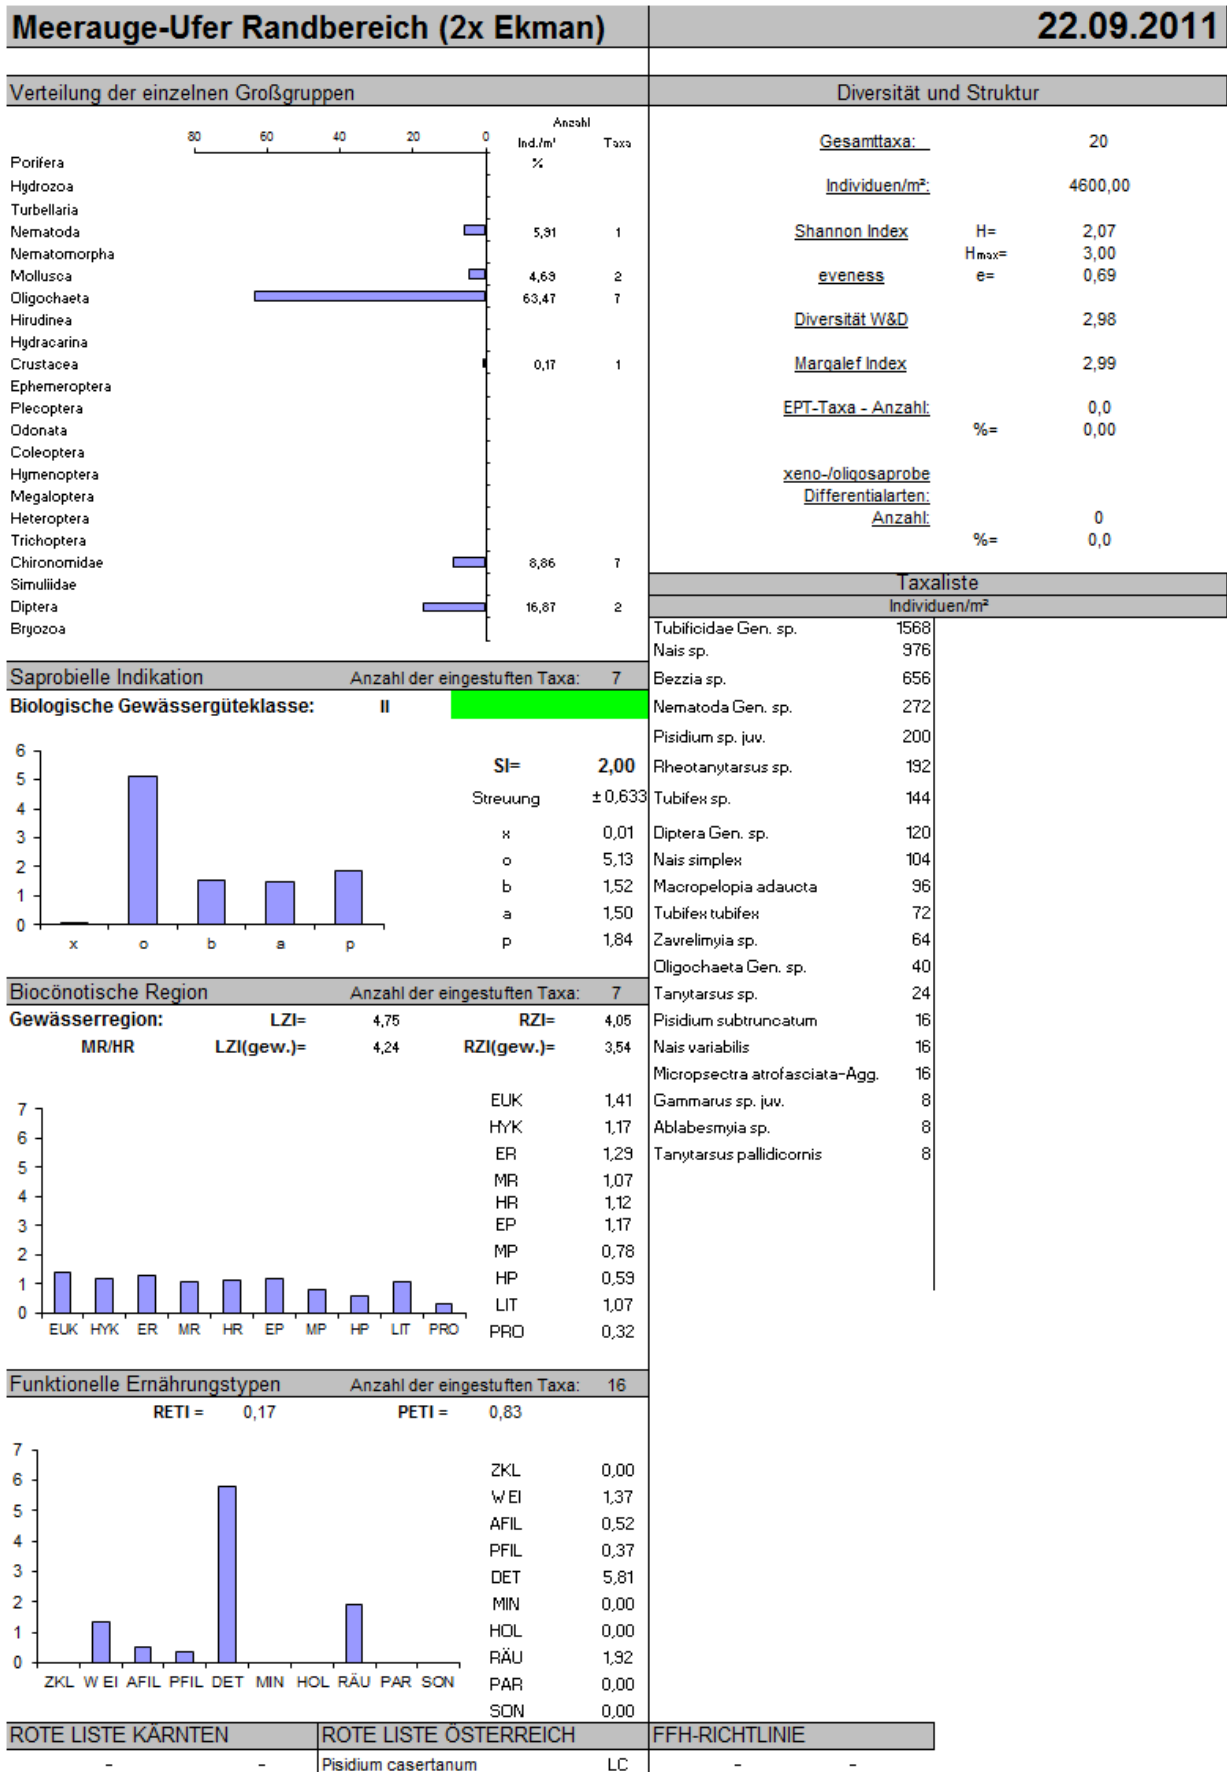 Meerauge-Ufer Randbereich (2x Ekman) 22.09.2011
Verteilung der einzelnen Großgruppen
Anzahl
80 60 40 20 0 Ind./m² Taxa
Porifera %
Hydrozoa
Turbellaria
Nematoda 5,91 1
Nematomorpha
Mollusca 4,69 2
Oligochaeta 63,47 7
Hirudinea
Hydracarina
Crustacea 0,17 1
Ephemeroptera
Plecoptera
Odonata
Coleoptera
Hymenoptera
Megaloptera
Heteroptera
Trichoptera
Chironomidae 8,86 7
Simuliidae
Diptera 16,87 2
Bryozoa
Diversität und Struktur
Gesamttaxa: 20
Individuen/m²: 4600,00
Shannon Index H= 2,07
Hmax= 3,00
eveness e= 0,69
Diversität W&D 2,98
Margalef Index 2,99
EPT-Taxa - Anzahl: 0,0
%= 0,00
xeno-/oligosaprobe
Differentialarten:
Anzahl: 0
%= 0,0
Taxaliste
Individuen/m²
Tubificidae Gen. sp. 1568
Nais sp. 976
Bezzia sp. 656
Nematoda Gen. sp. 272
Pisidium sp. juv. 200
Rheotanytarsus sp. 192
Tubifex sp. 144
Diptera Gen. sp. 120
Nais simplex 104
Macropelopia adaucta 96
Tubifex tubifex 72
Zavrelimyia sp. 64
Oligochaeta Gen. sp. 40
Tanytarsus sp. 24
Pisidium subtruncatum 16
Nais variabilis 16
Micropsectra atrofasciata-Agg. 16
Gammarus sp. juv. 8
Ablabesmyia sp. 8
Tanytarsus pallidicornis 8
Saprobielle Indikation Anzahl der eingestuften Taxa: 7
Biologische Gewässergüteklasse: II
6
5
4
3
2
1
0
x o b a p
SI= 2,00
Streuung ± 0,633
x 0,01
o 5,13
b 1,52
a 1,50
p 1,84
Biocönotische Region Anzahl der eingestuften Taxa: 7
Gewässerregion: LZI= 4,75 RZI= 4,05
MR/HR LZI(gew.)= 4,24 RZI(gew.)= 3,54
7
6
5
4
3
2
1
0
EUK HYK ER MR HR EP MP HP LIT PRO
EUK 1,41
HYK 1,17
ER 1,29
MR 1,07
HR 1,12
EP 1,17
MP 0,78
HP 0,59
LIT 1,07
PRO 0,32
Funktionelle Ernährungstypen Anzahl der eingestuften Taxa: 16
RETI = 0,17 PETI = 0,83
7
6
5
4
3
2
1
0
ZKL W EI AFIL PFIL DET MIN HOL RÄU PAR SON
ZKL 0,00
W EI 1,37
AFIL 0,52
PFIL 0,37
DET 5,81
MIN 0,00
HOL 0,00
RÄU 1,92
PAR 0,00
SON 0,00
ROTE LISTE KÄRNTEN ROTE LISTE ÖSTERREICH FFH-RICHTLINIE
- - Pisidium casertanum LC - -